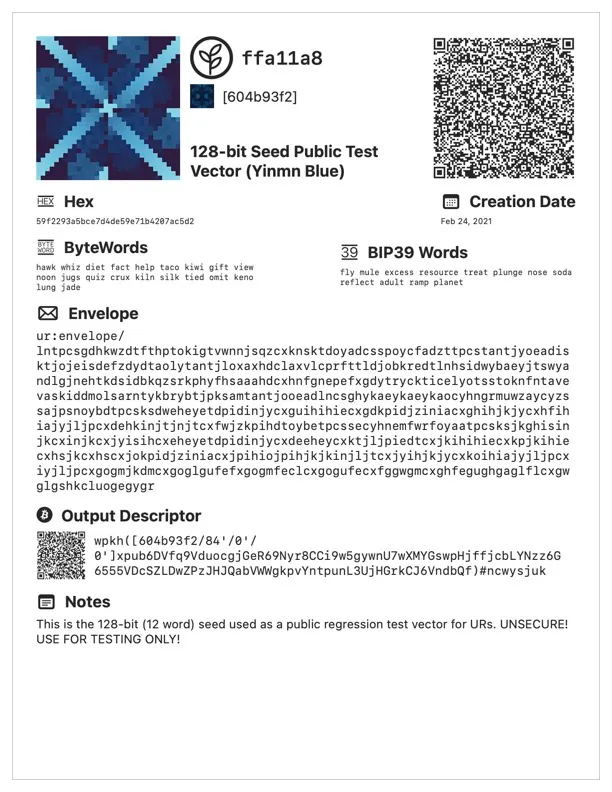 ffa11a8
[604b93f2]
128-bit Seed Public Test
Vector (Yinmn Blue)
HEX Hex
59f2293a5bce7d4de59e71b4207ac5d2
Creation Date
Feb 24, 2021
BYTE WORD ByteWords
hawk whiz diet fact help taco kiwi gift view
noon jugs quiz crux kiln silk tied omit keno
lung jade
39 BIP39 Words
fly mule excess resource treat plunge nose soda
reflect adult ramp planet
Envelope
ur:envelope/
lntpcsgdhkwzdtfthptokigtvwnnjsqzcxknsktdoyadcsspoycfadzttpcstantjyoeadis
ktjojeisdefzdydtaolytantjloxaxhdclaxvlcprfttldjobkredtlnhsidwybaeyjtswya
andlgjnehtkdsidbkqzsrkphyfhsaaahdcxhnfgnepefxgdytryckticelyotsstoknfntave
vaskiddmolsarntykbrybtjpksamtantjooeadlncsghykaeykaeykaocyhngrmuwzaycyzs
sajpsnoybdtpcsksdweheyetdpidinjycxguihihiecxgdkpidjziniacxghihjkjycxhfih
iajyjljpcxdehkinjtnjtcxfwjzkpihdtoybetpcssecyhnemfwrfoyaatpcsksjkghisin
jkcxinjkcxjyisihcxeheyetdpidinjycxdeeheycxktjljpiedtcxjkihihiecxkpjkihie
cxhsjkcxhscxjokpidjziniacxjpihiojpihjkjkinjljtcxjyihjkjycxkoihiajyjljpcx
iyjljpcxgogmjkdmcxgoglgufefxgogmfeclcxgogufecxfggwgmcxghfegughgaglflcxgw
glgshkcluogegygr
Output Descriptor
wpkh([604b93f2/84'/0'/
0']xpub6DVfq9VduocgjGeR69Nyr8CCi9w5gywnU7wXMYGswpHjffjcbLYNzz6G
6555VDcSZLDwZPzJHJQabVWWgkpvYntpunL3UjHGrkCJ6VndbQf)#ncwysjuk
Notes
This is the 128-bit (12 word) seed used as a public regression test vector for URs. UNSECURE!
USE FOR TESTING ONLY!